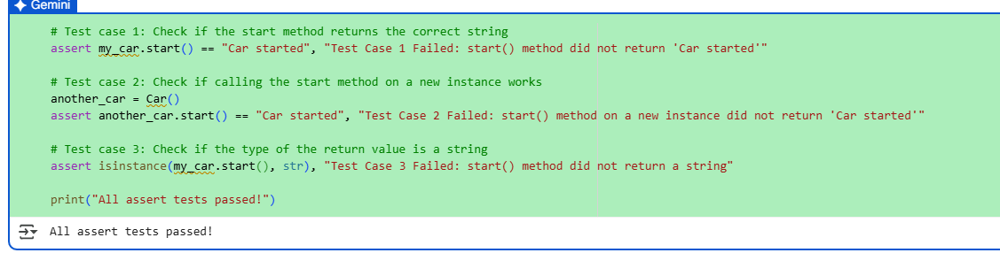 Gemini
# Test case 1: Check if the start method returns the correct string
assert my_car.start() == "Car started", "Test Case 1 Failed: start() method did not return 'Car started'"
# Test case 2: Check if calling the start method on a new instance works
another_car = Car()
assert another_car.start() == "Car started", "Test Case 2 Failed: start() method on a new instance did not return 'Car started'"
# Test case 3: Check if the type of the return value is a string
assert isinstance(my_car.start(), str), "Test Case 3 Failed: start() method did not return a string"
print("All assert tests passed!")
All assert tests passed!